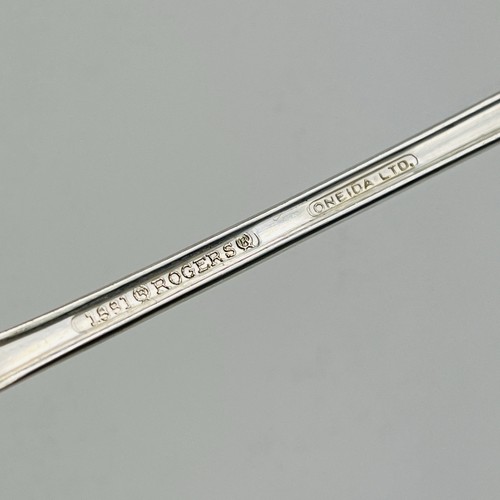 1881 ® ROGERS ®
ONEIDA LTD.